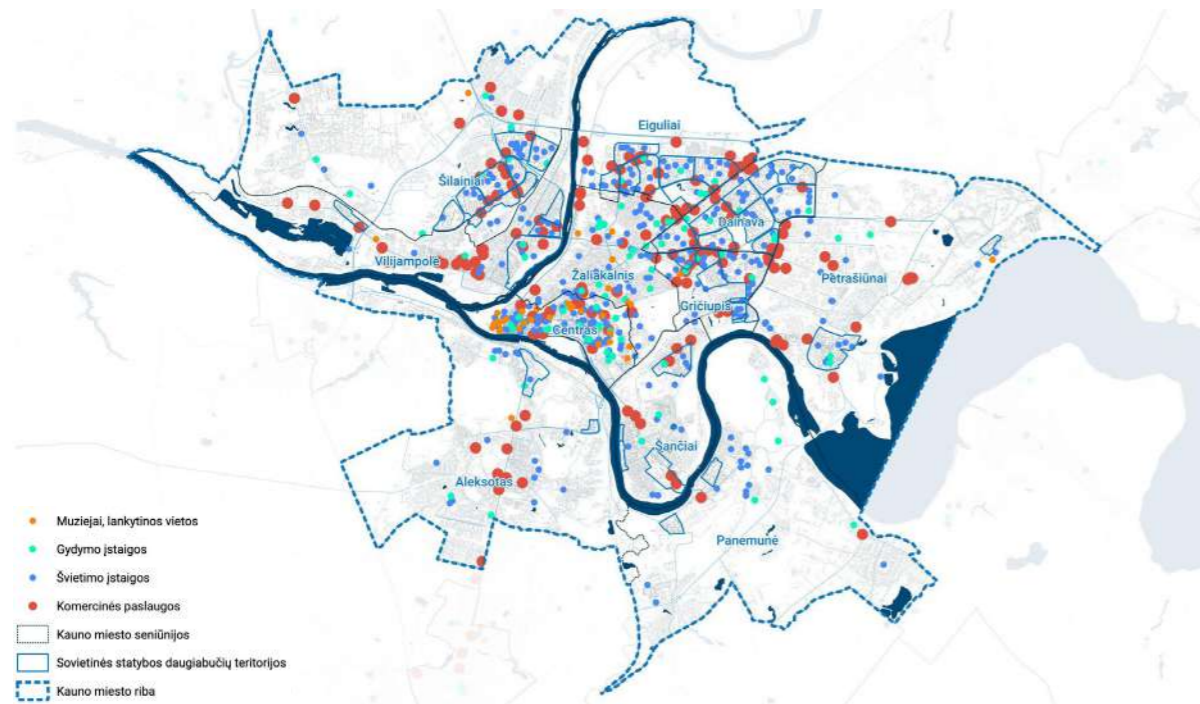 Eiguliai
Šilainiai
Dainava
Vilijampolė
Žaliakalnis
Petrašiūnai
Gričiupis
Centras
Šančiai
Aleksotas
Panemunė
Muziejai, lankytinos vietos
Gydymo įstaigos
Švietimo įstaigos
Komercinės paslaugos
Kauno miesto seniūnijos
Sovietinės statybos daugiabučių teritorijos
Kauno miesto riba